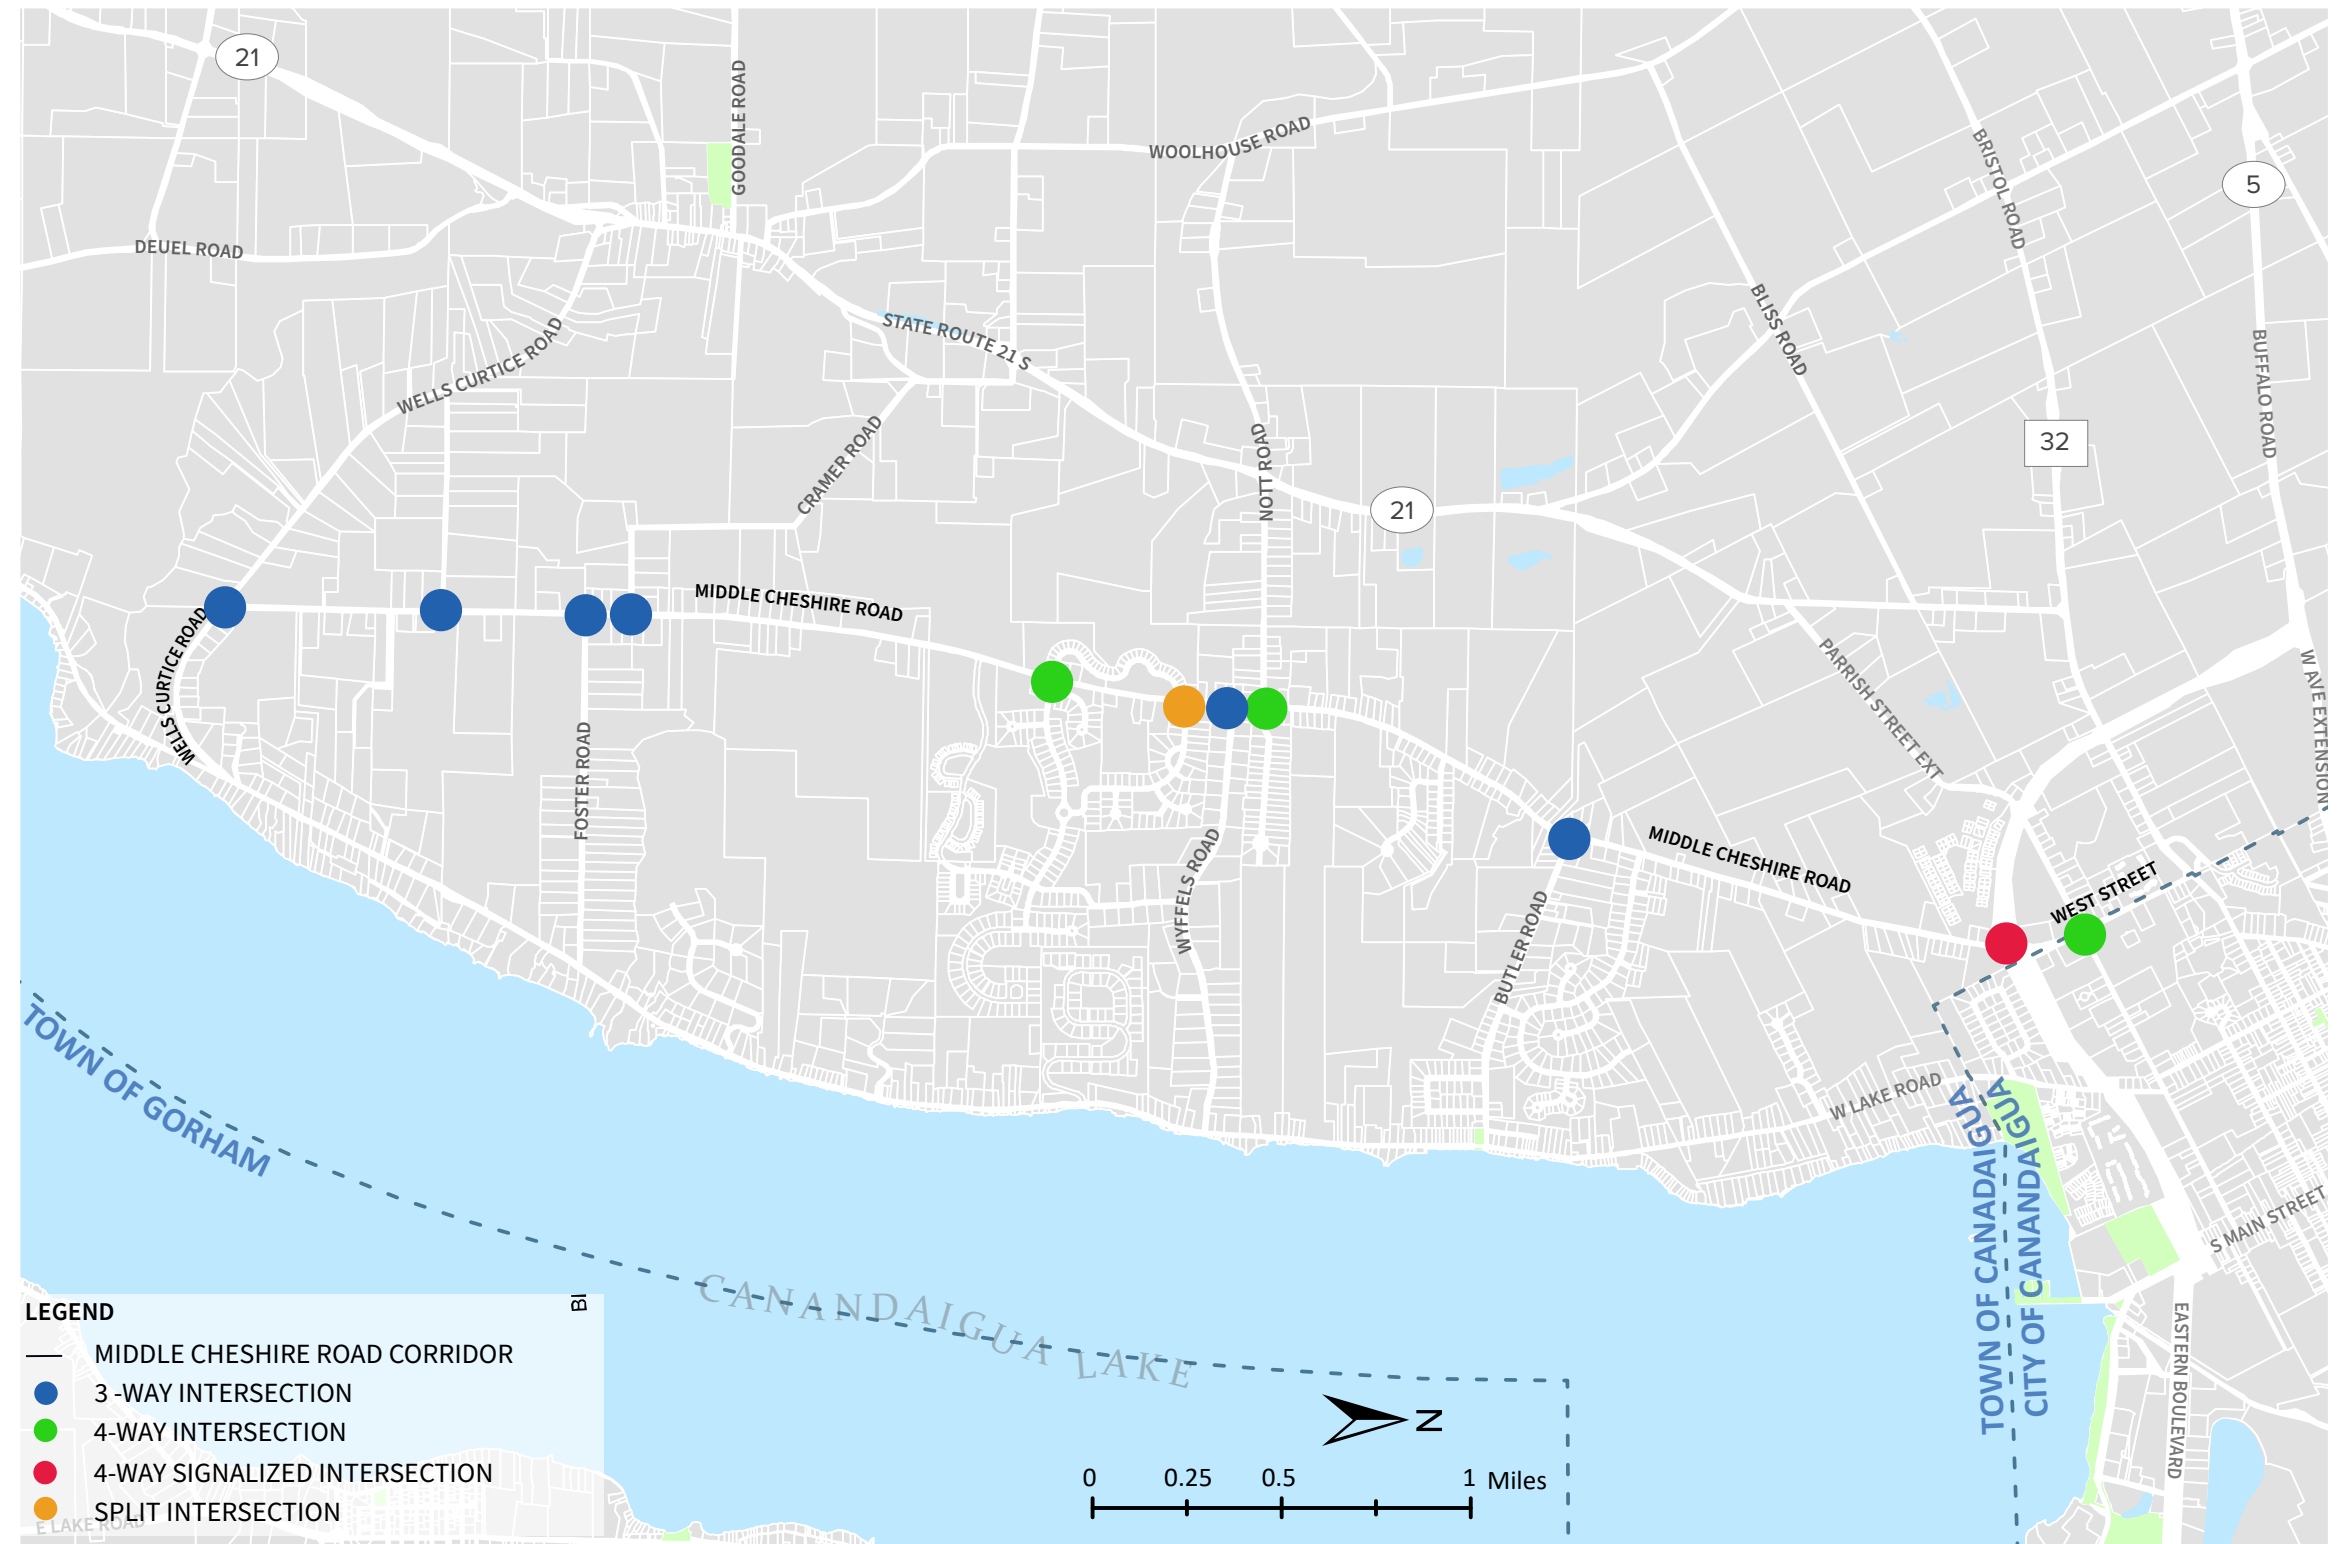 21
GOODALE ROAD
WOOLHOUSE ROAD
BRISTOL ROAD
5
DEUEL ROAD
WELLS CURTICE ROAD
STATE ROUTE 21 S
BLISS ROAD
BUFFALO ROAD
CRAMER ROAD
NOTT ROAD
32
21
MIDDLE CHESHIRE ROAD
WELLS CURTICE ROAD
FOSTER ROAD
PARRISH STREET EXT
W AVE EXTENSION
WYFFELS ROAD
BUTLER ROAD
MIDDLE CHESHIRE ROAD
WEST STREET
TOWN OF GORHAM
W LAKE ROAD
TOWN OF CANADAIGUA
CITY OF CANANDAIGUA
S MAIN STREET
EASTERN BOULEVARD
CANANDAIGUA LAKE
N
0 0.25 0.5 1 Miles
LEGEND
MIDDLE CHESHIRE ROAD CORRIDOR
3 -WAY INTERSECTION
4-WAY INTERSECTION
4-WAY SIGNALIZED INTERSECTION
SPLIT INTERSECTION
E LAKE ROAD